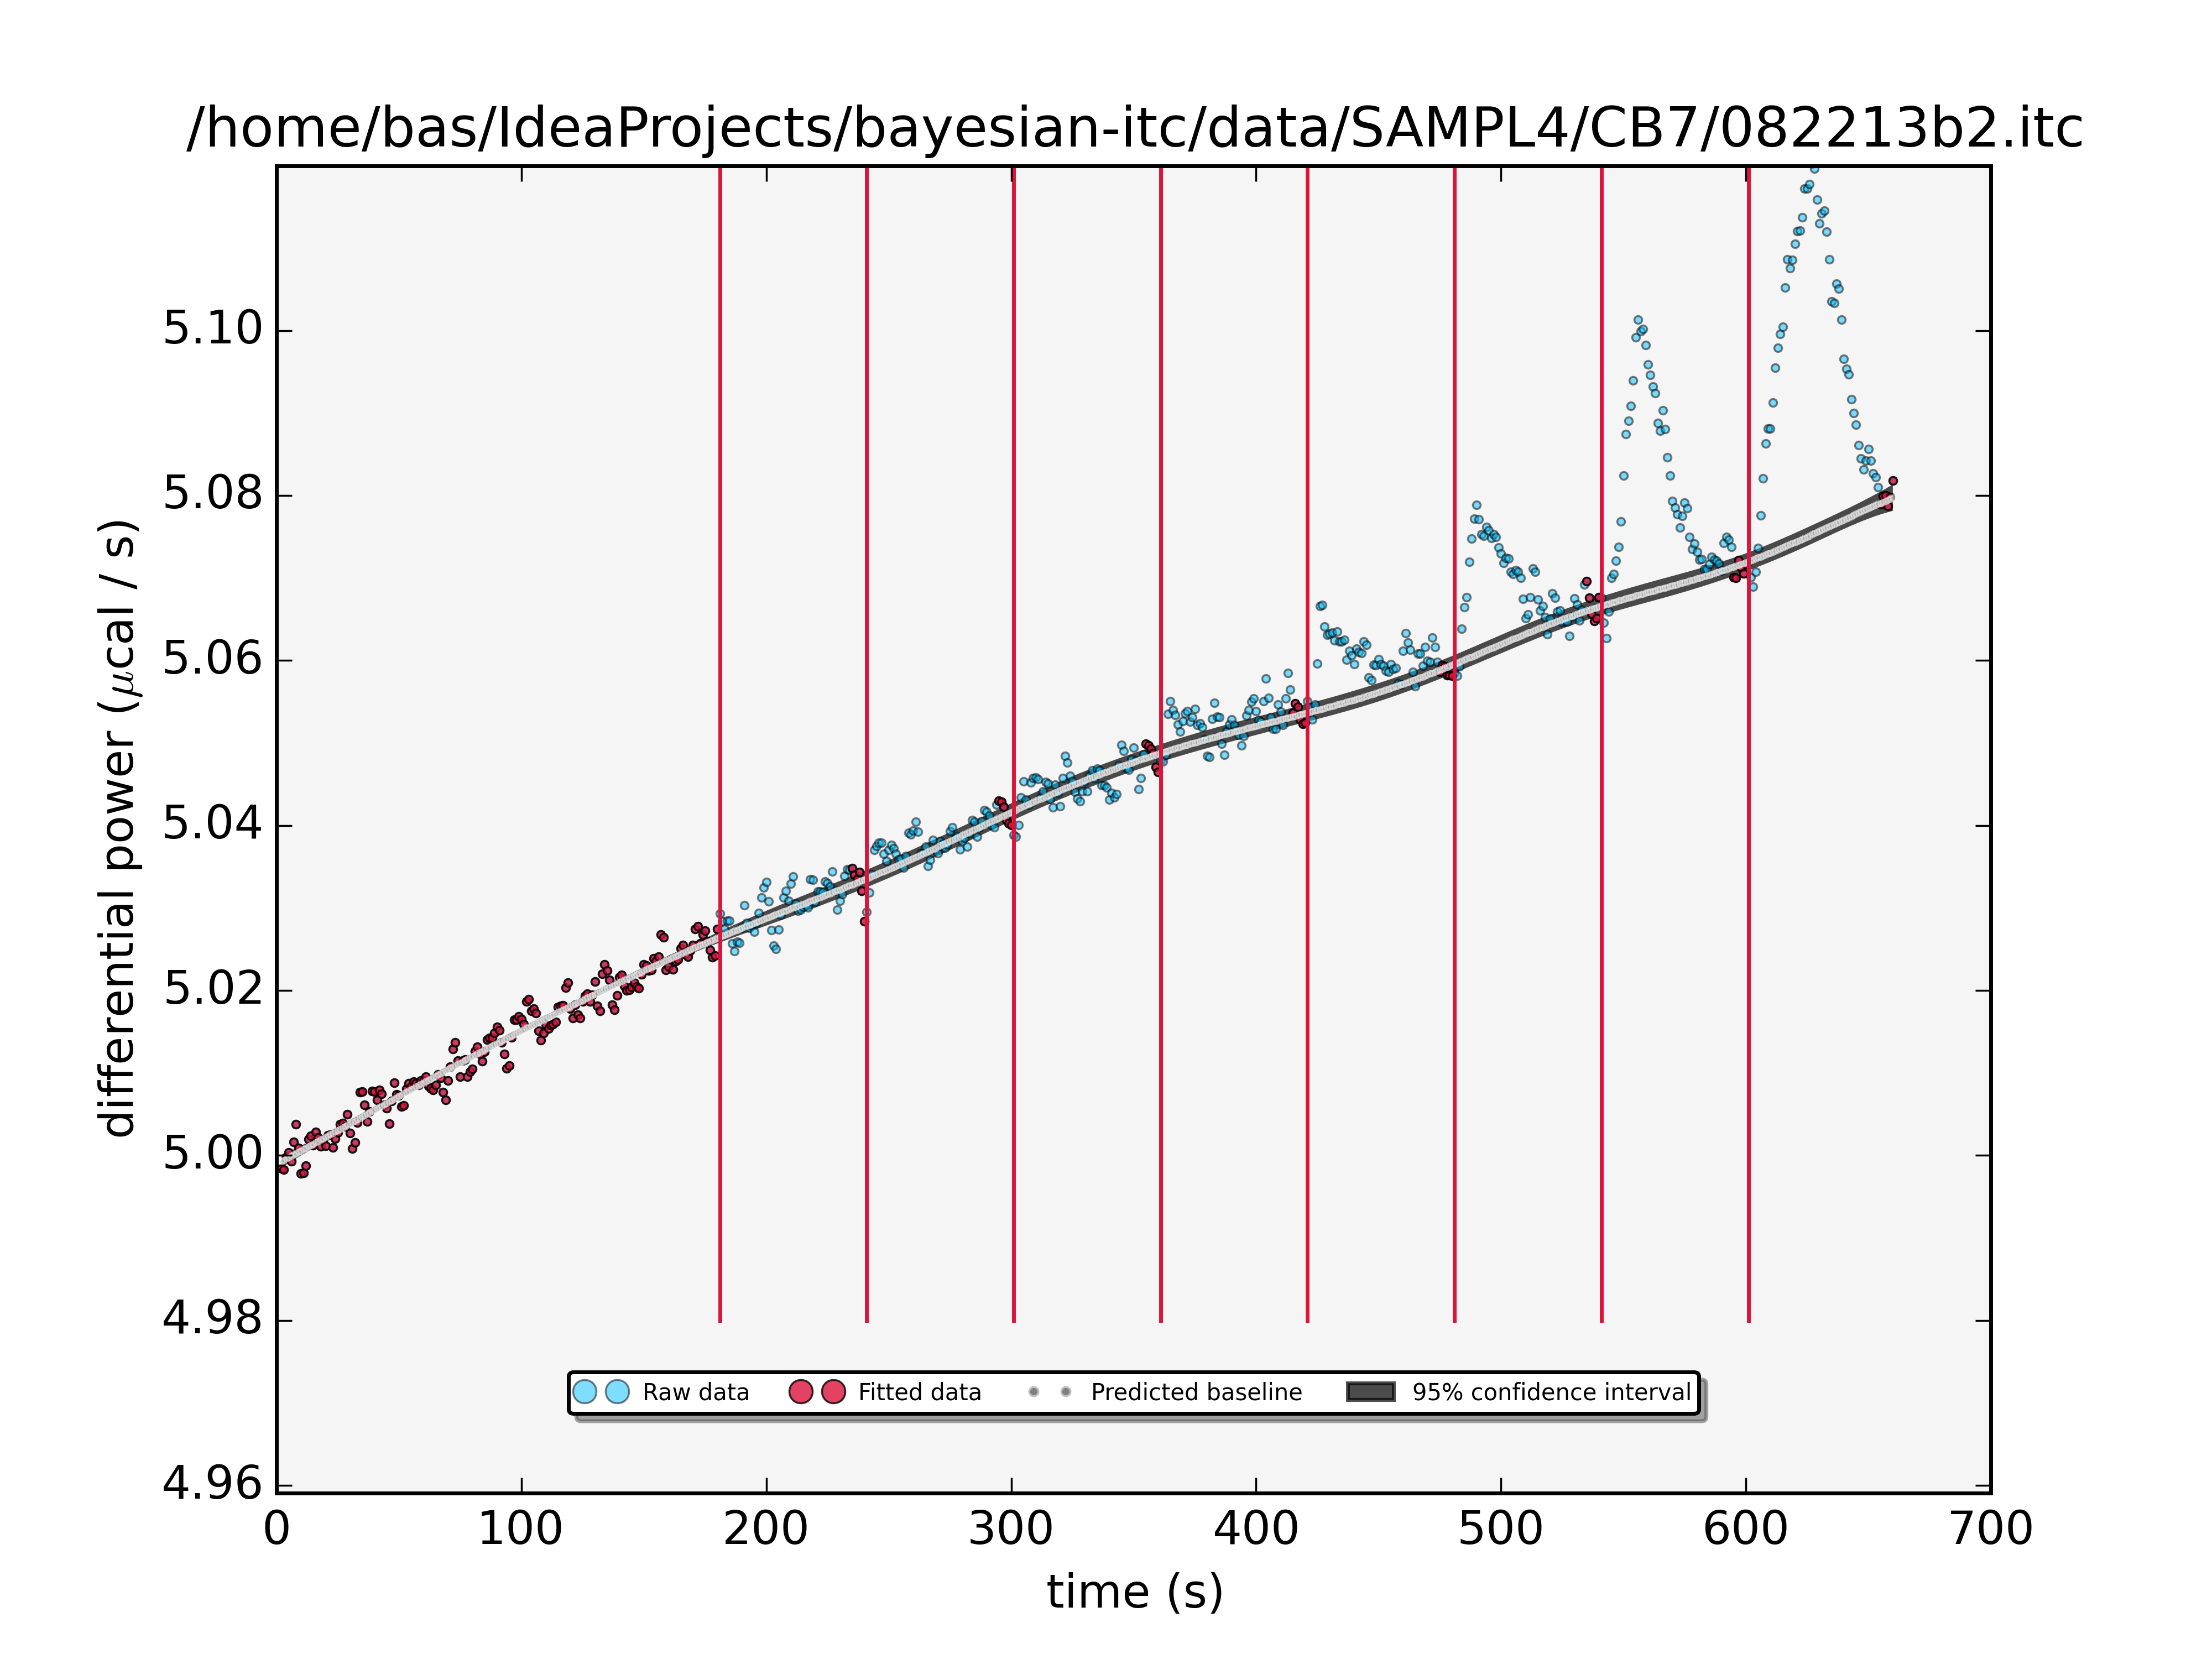 /home/bas/IdeaProjects/bayesian-itc/data/SAMPL4/CB7/082213b2.itc
differential power (μcal / s)
5.10
5.08
5.06
5.04
5.02
5.00
4.98
4.96
Raw data Fitted data Predicted baseline 95% confidence interval
0 100 200 300 400 500 600 700
time (s)